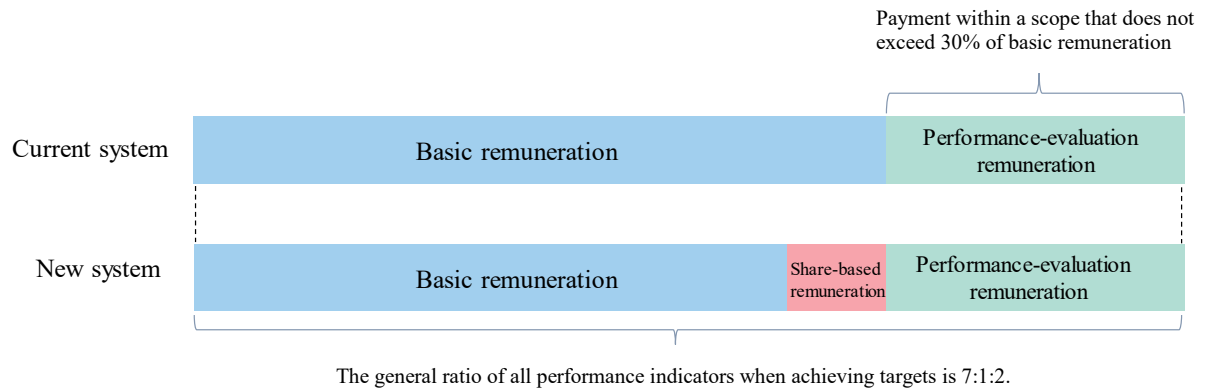 Payment within a scope that does not
exceed 30% of basic remuneration
Current system
Basic remuneration
Performance-evaluation
remuneration
New system
Basic remuneration
Share-based
remuneration
Performance-evaluation
remuneration
The general ratio of all performance indicators when achieving targets is 7:1:2.